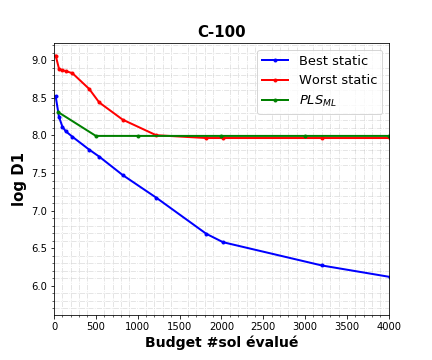 C-100
Best static
Worst static
PLS_ML
9.0
8.5
8.0
7.5
7.0
6.5
6.0
log D1
0 500 1000 1500 2000 2500 3000 3500 4000
Budget #sol évalué